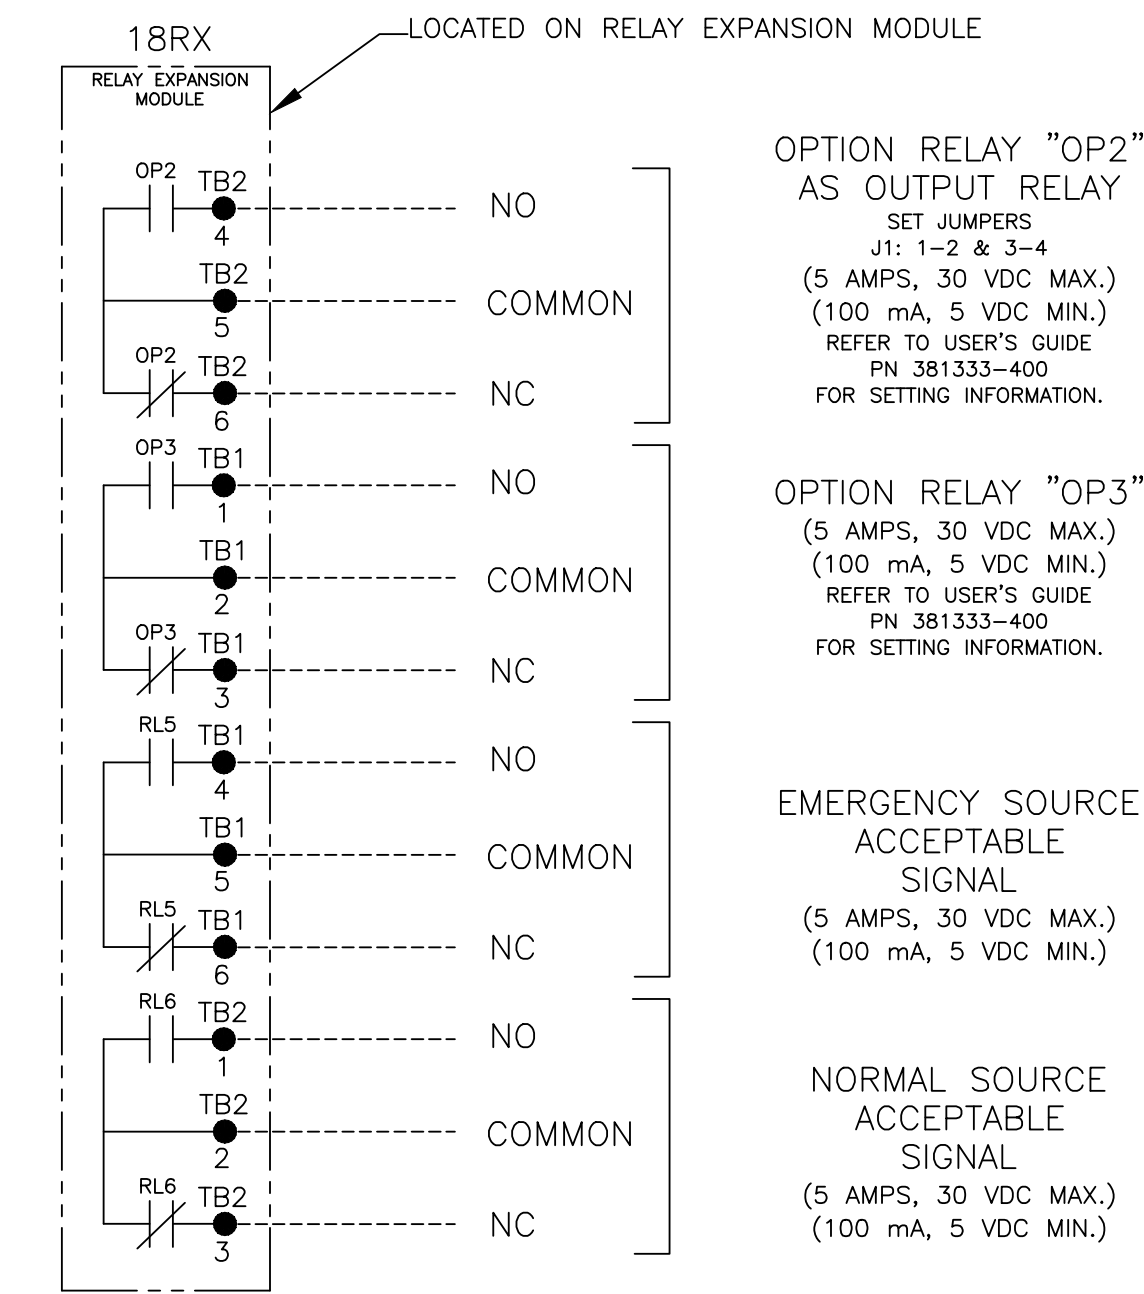 18RX
LOCATED ON RELAY EXPANSION MODULE
RELAY EXPANSION
MODULE
OP2
TB2
4
NO
TB2
5
COMMON
OP2
TB2
6
NC
OPTION RELAY "OP2"
AS OUTPUT RELAY
SET JUMPERS
J1: 1-2 & 3-4
(5 AMPS, 30 VDC MAX.)
(100 mA, 5 VDC MIN.)
REFER TO USER'S GUIDE
PN 381333-400
FOR SETTING INFORMATION.
OP3
TB1
1
NO
TB1
2
COMMON
OP3
TB1
3
NC
OPTION RELAY "OP3"
(5 AMPS, 30 VDC MAX.)
(100 mA, 5 VDC MIN.)
REFER TO USER'S GUIDE
PN 381333-400
FOR SETTING INFORMATION.
RL5
TB1
4
NO
TB1
5
COMMON
RL5
TB1
6
NC
EMERGENCY SOURCE
ACCEPTABLE
SIGNAL
(5 AMPS, 30 VDC MAX.)
(100 mA, 5 VDC MIN.)
RL6
TB2
1
NO
TB2
2
COMMON
RL6
TB2
3
NC
NORMAL SOURCE
ACCEPTABLE
SIGNAL
(5 AMPS, 30 VDC MAX.)
(100 mA, 5 VDC MIN.)